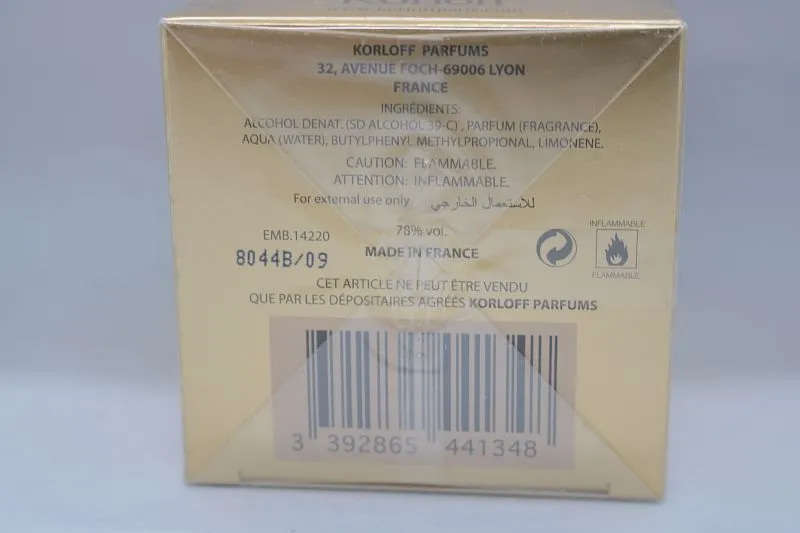 KORLOFF PARFUMS
32, AVENUE FOCH-69006 LYON
FRANCE
INGRÉDIENTS:
ALCOHOL DENAT. (SD ALCOHOL 39-C) , PARFUM (FRAGRANCE),
AQUA (WATER), BUTYLPHENYL METHYLPROPIONAL, LIMONENE.
CAUTION: FLAMMABLE.
ATTENTION: INFLAMMABLE.
For external use only للاستعمال الخارجي
EMB.14220
78% vol.
INFLAMMABLE
8044B/09
MADE IN FRANCE
FLAMMABLE
CET ARTICLE NE PEUT ÊTRE VENDU
QUE PAR LES DÉPOSITAIRES AGRÉÉS KORLOFF PARFUMS
3 392865 441348